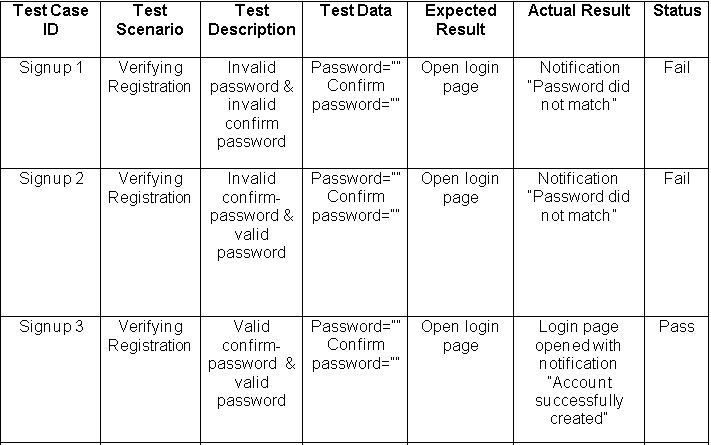 Test Case ID | Test Scenario | Test Description | Test Data | Expected Result | Actual Result | Status
Signup 1 | Verifying Registration | Invalid password & invalid confirm password | Password="" Confirm password="" | Open login page | Notification "Password did not match" | Fail
Signup 2 | Verifying Registration | Invalid confirm-password & valid password | Password="" Confirm password="" | Open login page | Notification "Password did not match" | Fail
Signup 3 | Verifying Registration | Valid confirm-password & valid password | Password="" Confirm password="" | Open login page | Login page opened with notification "Account successfully created" | Pass